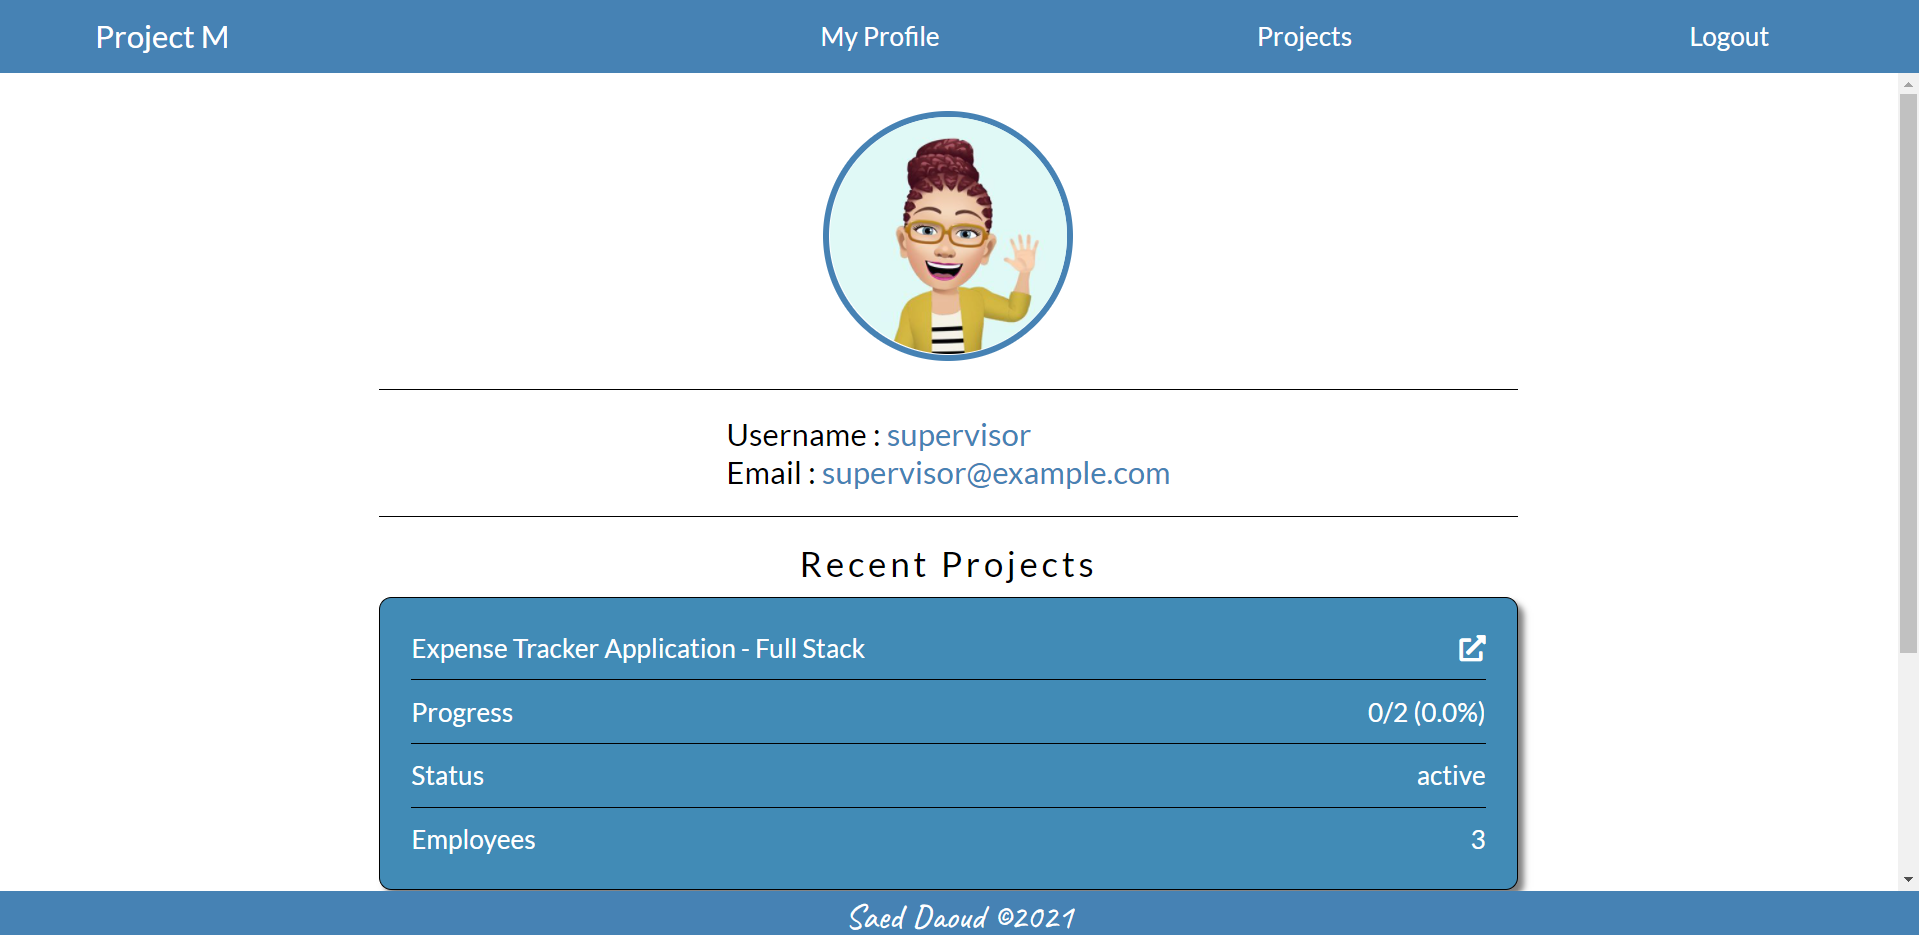 Project M My Profile Projects Logout
Username : supervisor
Email : supervisor@example.com
Recent Projects
Expense Tracker Application - Full Stack
Progress 0/2 (0.0%)
Status active
Employees 3
Saed Daoud ©2021